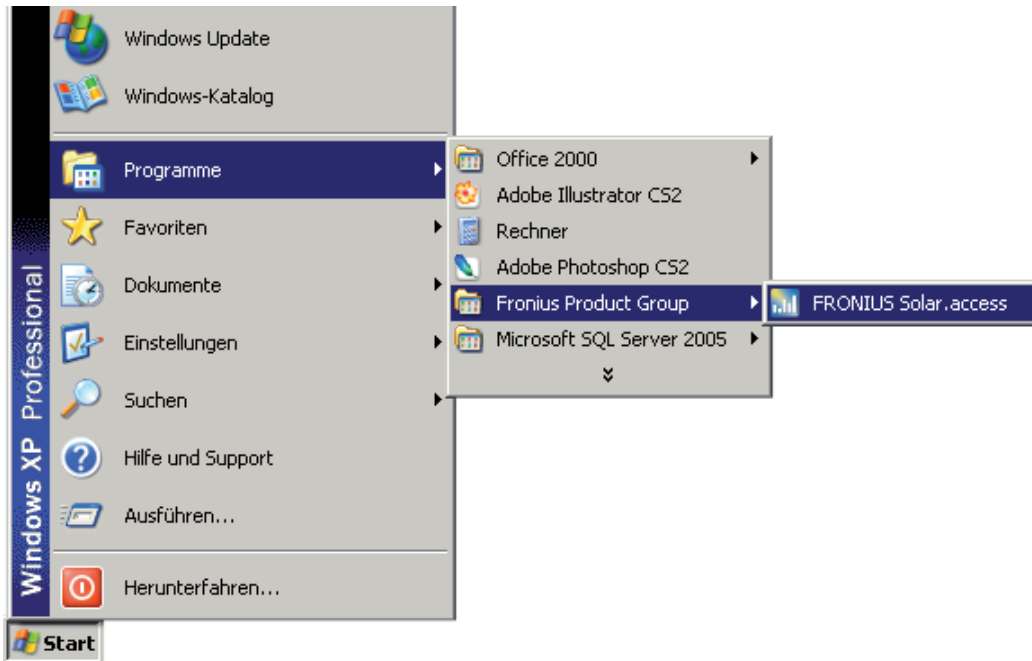 Windows Update
Windows-Katalog
Programme
Favoriten
Dokumente
Einstellungen
Suchen
Hilfe und Support
Ausführen...
Herunterfahren...
Windows XP Professional
Start
Office 2000
Adobe Illustrator CS2
Rechner
Adobe Photoshop CS2
Fronius Product Group
Microsoft SQL Server 2005
FRONIUS Solar.access